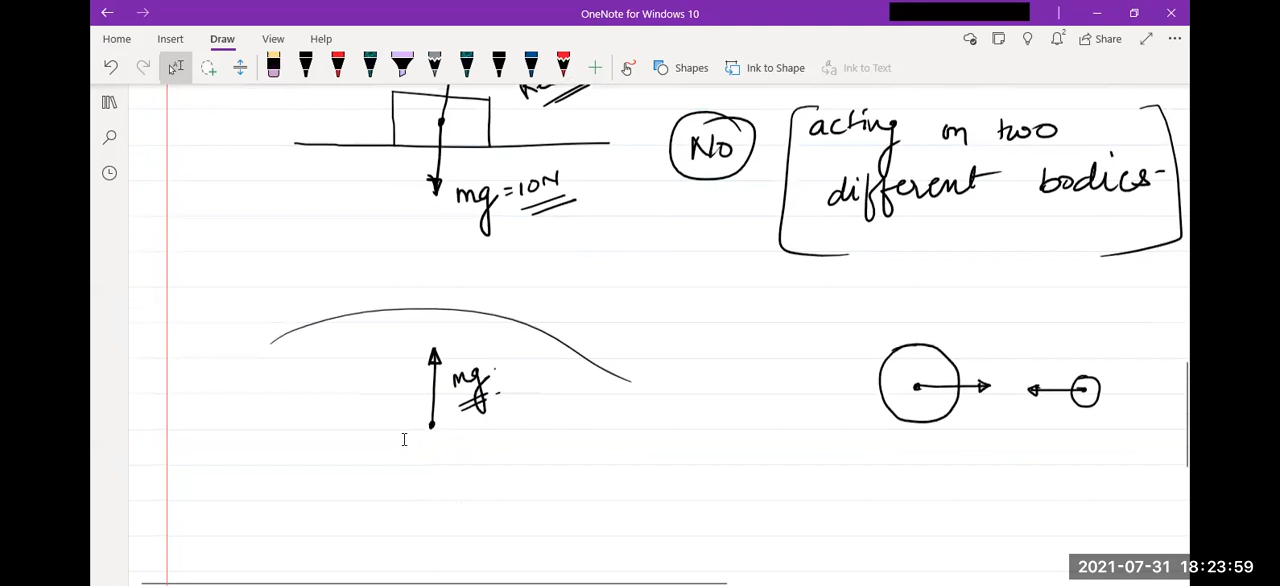 OneNote for Windows 10
Home Insert Draw View Help
Share
Shapes Ink to Shape Ink to Text
mg = 10N
No
acting on two
different bodies
mg
2021-07-31 18:23:59